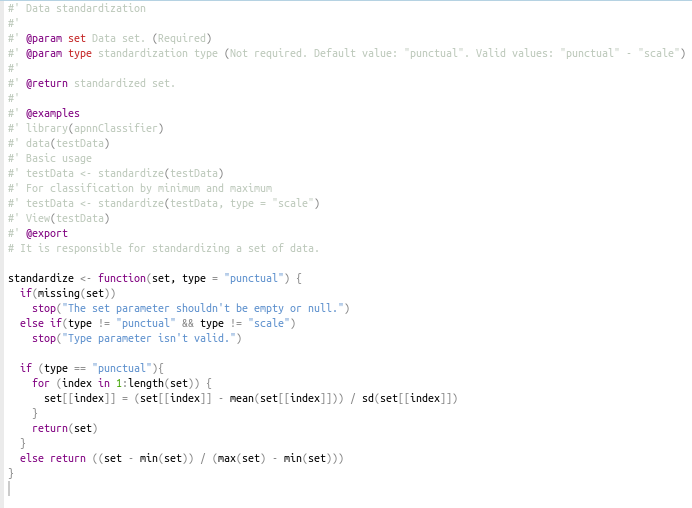 #' Data standardization
#'
#' @param set Data set. (Required)
#' @param type standardization type (Not required. Default value: "punctual". Valid values: "punctual" - "scale")
#'
#' @return standardized set.
#'
#' @examples
#' library(apnnClassifier)
#' data(testData)
#' Basic usage
#' testData <- standardize(testData)
#' For classification by minimum and maximum
#' testData <- standardize(testData, type = "scale")
#' View(testData)
#' @export
# It is responsible for standardizing a set of data.

standardize <- function(set, type = "punctual") {
  if(missing(set))
    stop("The set parameter shouldn't be empty or null.")
  else if(type != "punctual" && type != "scale")
    stop("Type parameter isn't valid.")

  if (type == "punctual"){
    for (index in 1:length(set)) {
      set[[index]] = (set[[index]] - mean(set[[index]])) / sd(set[[index]])
    }
    return(set)
  }
  else return ((set - min(set)) / (max(set) - min(set)))
}